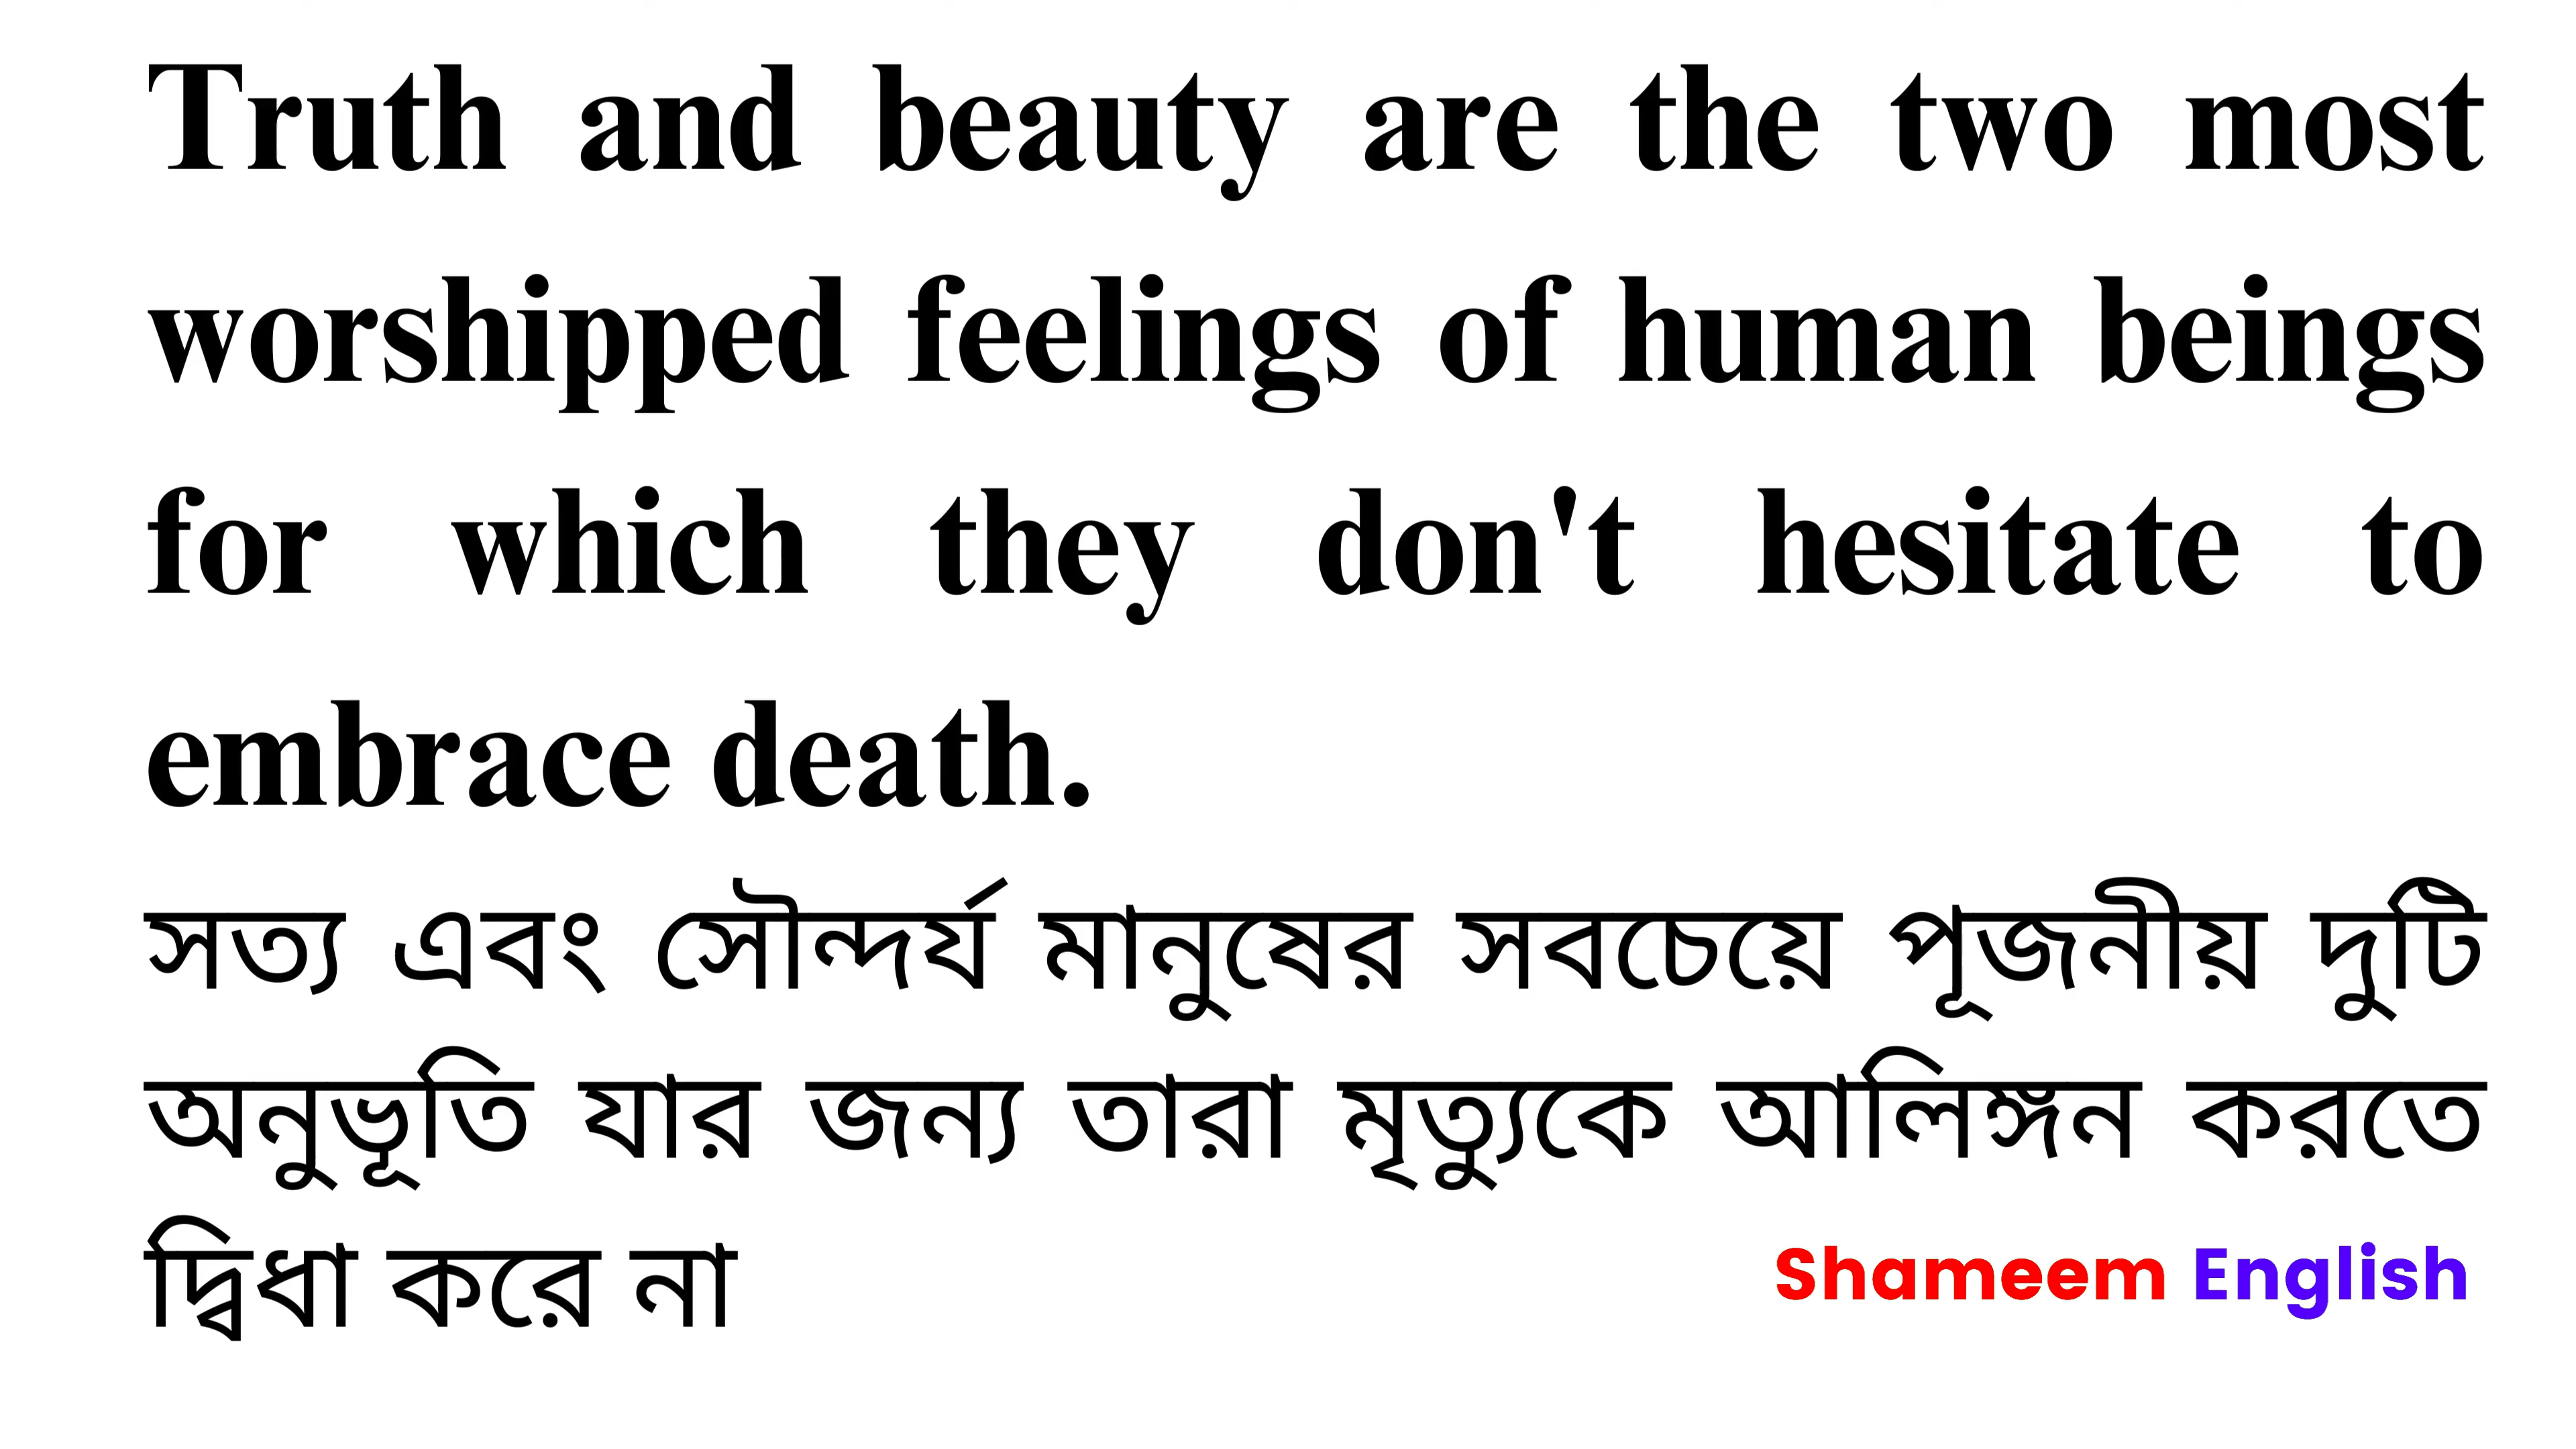 Truth and beauty are the two most
worshipped feelings of human beings
for which they don't hesitate to
embrace death.
সত্য এবং সৌন্দর্য মানুষের সবচেয়ে পূজনীয় দুটি
অনুভূতি যার জন্য তারা মৃত্যুকে আলিঙ্গন করতে
দ্বিধা করে না
Shameem English